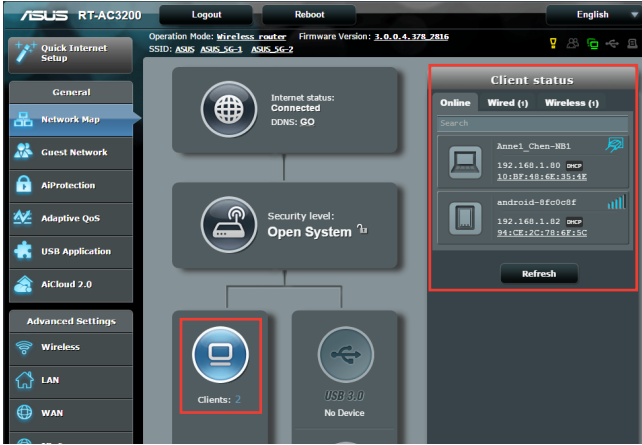 ASUS RT-AC3200 Logout Reboot English
Operation Mode: Wireless router Firmware Version: 3.0.0.4.378_2816
SSID: ASUS ASUS_5G-1 ASUS_5G-2
Quick Internet
Setup
General
Network Map
Guest Network
AiProtection
Adaptive QoS
USB Application
AiCloud 2.0
Advanced Settings
Wireless
LAN
WAN
Internet status:
Connected
DDNS: GO
Security level:
Open System
Clients: 2
USB 3.0
No Device
Client status
Online Wired (1) Wireless (1)
Search
Annel_Chen-NB1
192.168.1.80 DHCP
10:BF:48:6E:35:4E
android-8fc0c8f
192.168.1.82 DHCP
94:CE:2C:78:6F:5C
Refresh